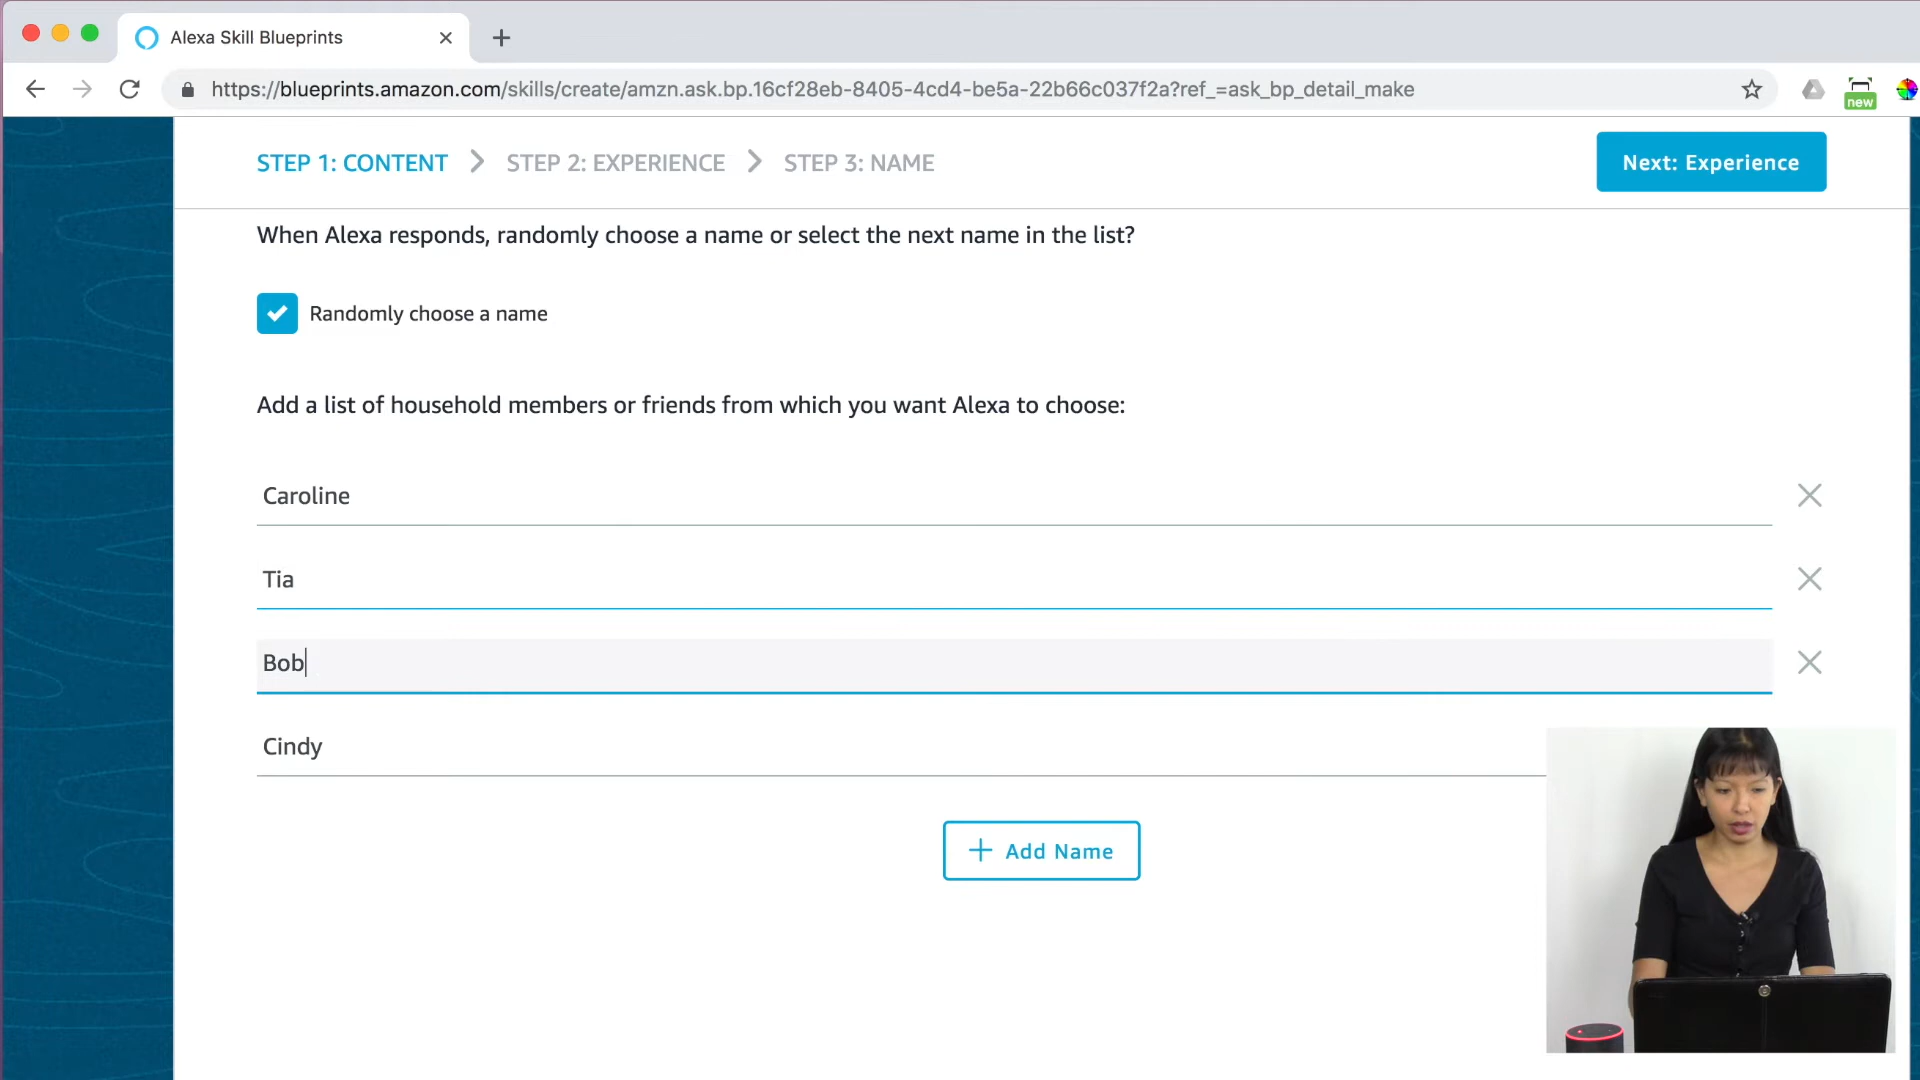 Alexa Skill Blueprints
https://blueprints.amazon.com/skills/create/amzn.ask.bp.16cf28eb-8405-4cd4-be5a-22b66c037f2a?ref_=ask_bp_detail_make
new
STEP 1: CONTENT > STEP 2: EXPERIENCE > STEP 3: NAME
Next: Experience
When Alexa responds, randomly choose a name or select the next name in the list?
Randomly choose a name
Add a list of household members or friends from which you want Alexa to choose:
Caroline
Tia
Bob
Cindy
+ Add Name